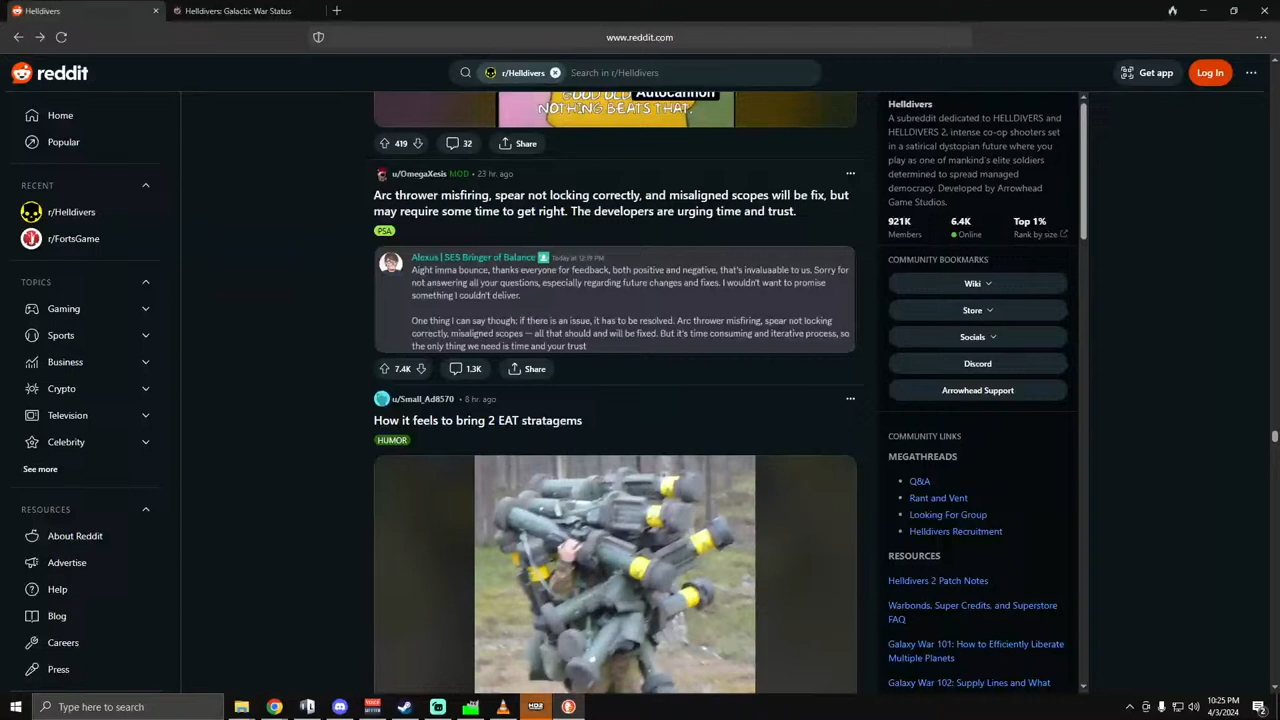 Helldivers
Helldivers: Galactic War Status
www.reddit.com
reddit
r/Helldivers
Search in r/Helldivers
Get app
Log In
Home
Popular
RECENT
r/Helldivers
r/FortsGame
TOPICS
Gaming
Sports
Business
Crypto
Television
Celebrity
See more
RESOURCES
About Reddit
Advertise
Help
Blog
Careers
Press
GOOD OLD Autocannon
NOTHING BEATS THAT.
419
32
Share
u/OmegaXesis MOD • 23 hr. ago
Arc thrower misfiring, spear not locking correctly, and misaligned scopes will be fix, but
may require some time to get right. The developers are urging time and trust.
PSA
Alexus | SES Bringer of Balance Today at 12:19 PM
Aight imma bounce, thanks everyone for feedback, both positive and negative, that's invaluaable to us. Sorry for
not answering all your questions, especially regarding future changes and fixes. I wouldn't want to promise
something I couldn't deliver.
One thing I can say though: if there is an issue, it has to be resolved. Arc thrower misfiring, spear not locking
correctly, misaligned scopes — all that should and will be fixed. But it's time consuming and iterative process, so
the only thing we need is time and your trust
7.4K
1.3K
Share
u/Small_Ad8570 • 8 hr. ago
How it feels to bring 2 EAT stratagems
HUMOR
Helldivers
A subreddit dedicated to HELLDIVERS and
HELLDIVERS 2, intense co-op shooters set
in a satirical dystopian future where you
play as one of mankind's elite soldiers
determined to spread managed
democracy. Developed by Arrowhead
Game Studios.
921K
6.4K
Top 1%
Members
Online
Rank by size
COMMUNITY BOOKMARKS
Wiki
Store
Socials
Discord
Arrowhead Support
COMMUNITY LINKS
MEGATHREADS
Q&A
Rant and Vent
Looking For Group
Helldivers Recruitment
RESOURCES
Helldivers 2 Patch Notes
Warbonds, Super Credits, and Superstore
FAQ
Galaxy War 101: How to Efficiently Liberate
Multiple Planets
Galaxy War 102: Supply Lines and What
Type here to search
HD2
10:25 PM
4/3/2024
2